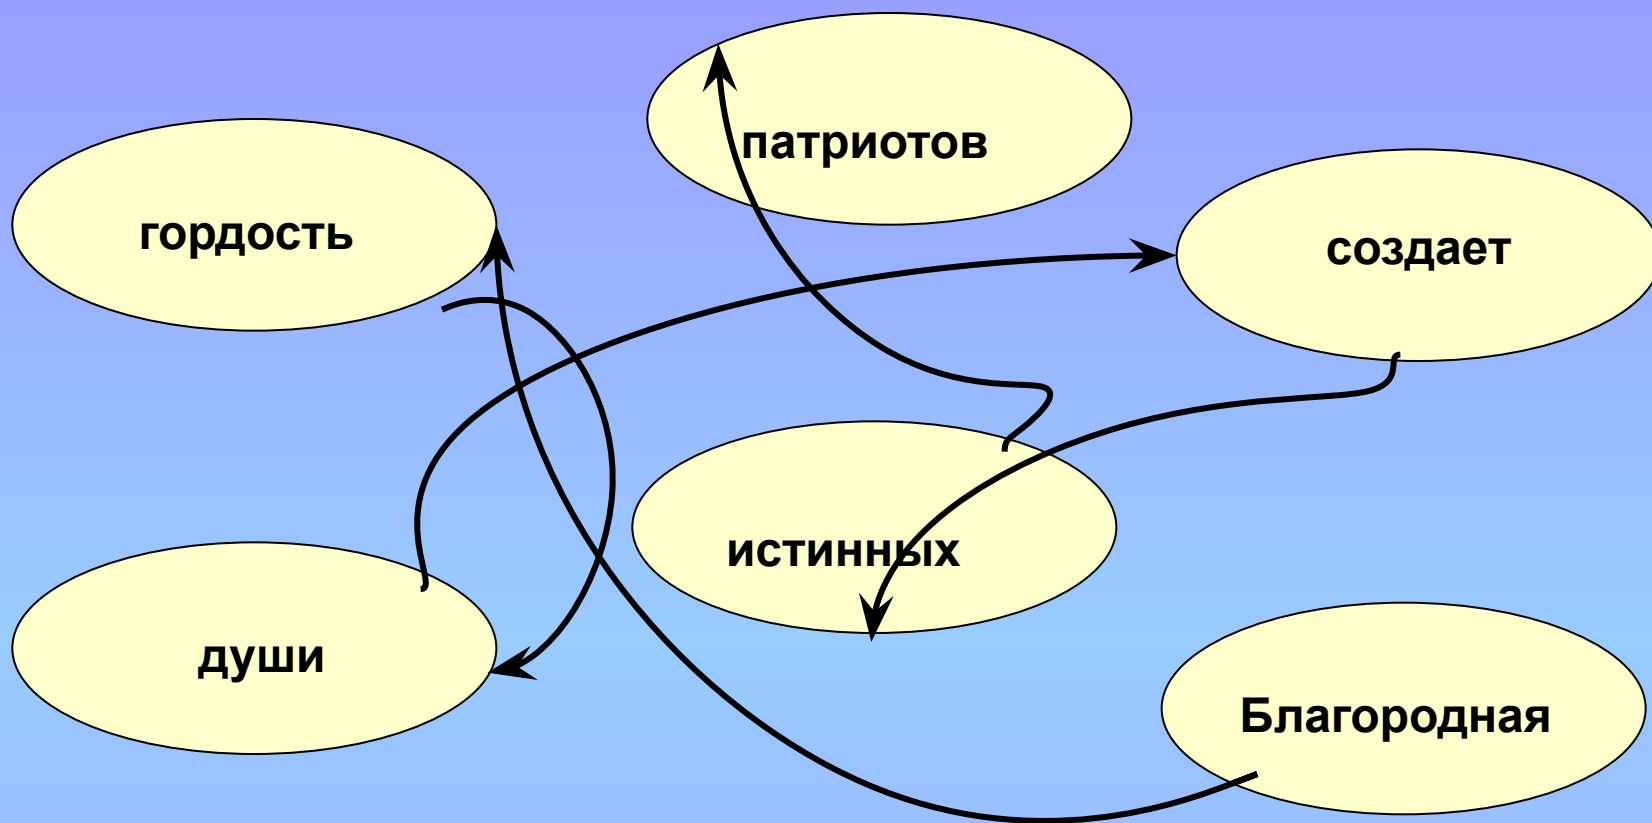 патриотов
гордость
создает
истинных
души
Благородная